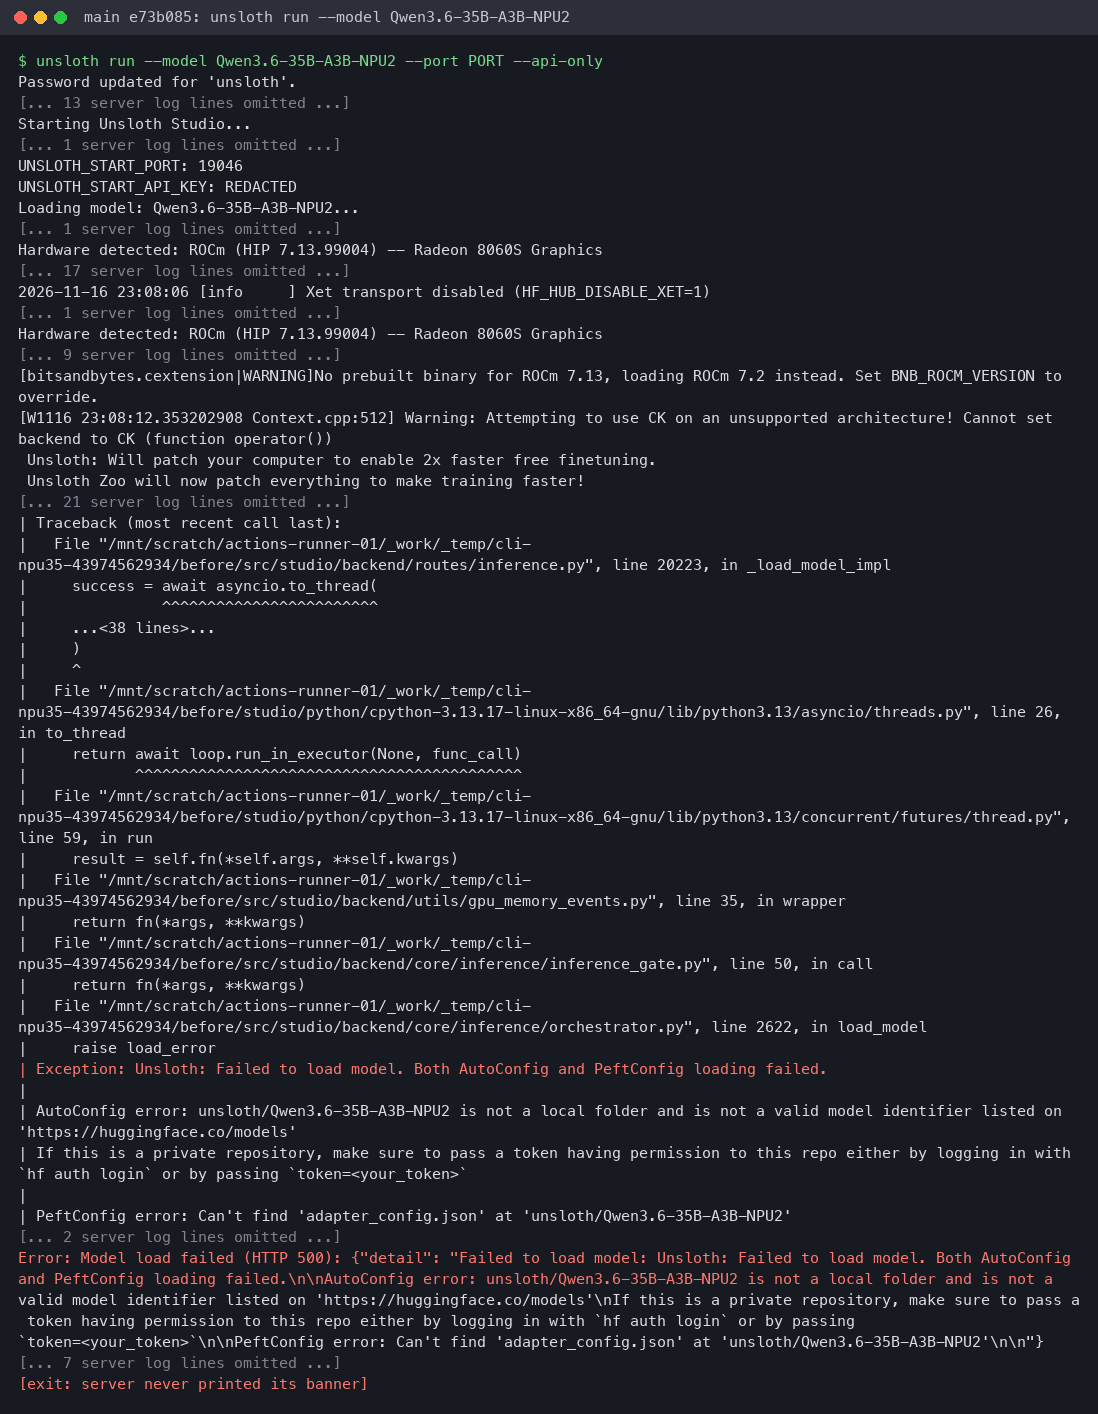 main e73b085: unsloth run --model Qwen3.6-35B-A3B-NPU2
$ unsloth run --model Qwen3.6-35B-A3B-NPU2 --port PORT --api-only
Password updated for 'unsloth'.
[... 13 server log lines omitted ...]
Starting Unsloth Studio...
[... 1 server log lines omitted ...]
UNSLOTH_START_PORT: 19046
UNSLOTH_START_API_KEY: REDACTED
Loading model: Qwen3.6-35B-A3B-NPU2...
[... 1 server log lines omitted ...]
Hardware detected: ROCm (HIP 7.13.99004) -- Radeon 8060S Graphics
[... 17 server log lines omitted ...]
2026-11-16 23:08:06 [info     ] Xet transport disabled (HF_HUB_DISABLE_XET=1)
[... 1 server log lines omitted ...]
Hardware detected: ROCm (HIP 7.13.99004) -- Radeon 8060S Graphics
[... 9 server log lines omitted ...]
[bitsandbytes.cextension|WARNING]No prebuilt binary for ROCm 7.13, loading ROCm 7.2 instead. Set BNB_ROCM_VERSION to
override.
[W1116 23:08:12.353202908 Context.cpp:512] Warning: Attempting to use CK on an unsupported architecture! Cannot set
backend to CK (function operator())
 Unsloth: Will patch your computer to enable 2x faster free finetuning.
 Unsloth Zoo will now patch everything to make training faster!
[... 21 server log lines omitted ...]
| Traceback (most recent call last):
|   File "/mnt/scratch/actions-runner-01/_work/_temp/cli-
npu35-43974562934/before/src/studio/backend/routes/inference.py", line 20223, in _load_model_impl
|     success = await asyncio.to_thread(
|               ^^^^^^^^^^^^^^^^^^^^^^^^
|     ...<38 lines>...
|     )
|     ^
|   File "/mnt/scratch/actions-runner-01/_work/_temp/cli-
npu35-43974562934/before/studio/python/cpython-3.13.17-linux-x86_64-gnu/lib/python3.13/asyncio/threads.py", line 26,
in to_thread
|     return await loop.run_in_executor(None, func_call)
|            ^^^^^^^^^^^^^^^^^^^^^^^^^^^^^^^^^^^^^^^^^^^
|   File "/mnt/scratch/actions-runner-01/_work/_temp/cli-
npu35-43974562934/before/studio/python/cpython-3.13.17-linux-x86_64-gnu/lib/python3.13/concurrent/futures/thread.py",
line 59, in run
|     result = self.fn(*self.args, **self.kwargs)
|   File "/mnt/scratch/actions-runner-01/_work/_temp/cli-
npu35-43974562934/before/src/studio/backend/utils/gpu_memory_events.py", line 35, in wrapper
|     return fn(*args, **kwargs)
|   File "/mnt/scratch/actions-runner-01/_work/_temp/cli-
npu35-43974562934/before/src/studio/backend/core/inference/inference_gate.py", line 50, in call
|     return fn(*args, **kwargs)
|   File "/mnt/scratch/actions-runner-01/_work/_temp/cli-
npu35-43974562934/before/src/studio/backend/core/inference/orchestrator.py", line 2622, in load_model
|     raise load_error
| Exception: Unsloth: Failed to load model. Both AutoConfig and PeftConfig loading failed.
|
| AutoConfig error: unsloth/Qwen3.6-35B-A3B-NPU2 is not a local folder and is not a valid model identifier listed on
'https://huggingface.co/models'
| If this is a private repository, make sure to pass a token having permission to this repo either by logging in with
`hf auth login` or by passing `token=<your_token>`
|
| PeftConfig error: Can't find 'adapter_config.json' at 'unsloth/Qwen3.6-35B-A3B-NPU2'
[... 2 server log lines omitted ...]
Error: Model load failed (HTTP 500): {"detail": "Failed to load model: Unsloth: Failed to load model. Both AutoConfig
and PeftConfig loading failed.\n\nAutoConfig error: unsloth/Qwen3.6-35B-A3B-NPU2 is not a local folder and is not a
valid model identifier listed on 'https://huggingface.co/models'\nIf this is a private repository, make sure to pass a
 token having permission to this repo either by logging in with `hf auth login` or by passing
`token=<your_token>`\n\nPeftConfig error: Can't find 'adapter_config.json' at 'unsloth/Qwen3.6-35B-A3B-NPU2'\n\n"}
[... 7 server log lines omitted ...]
[exit: server never printed its banner]